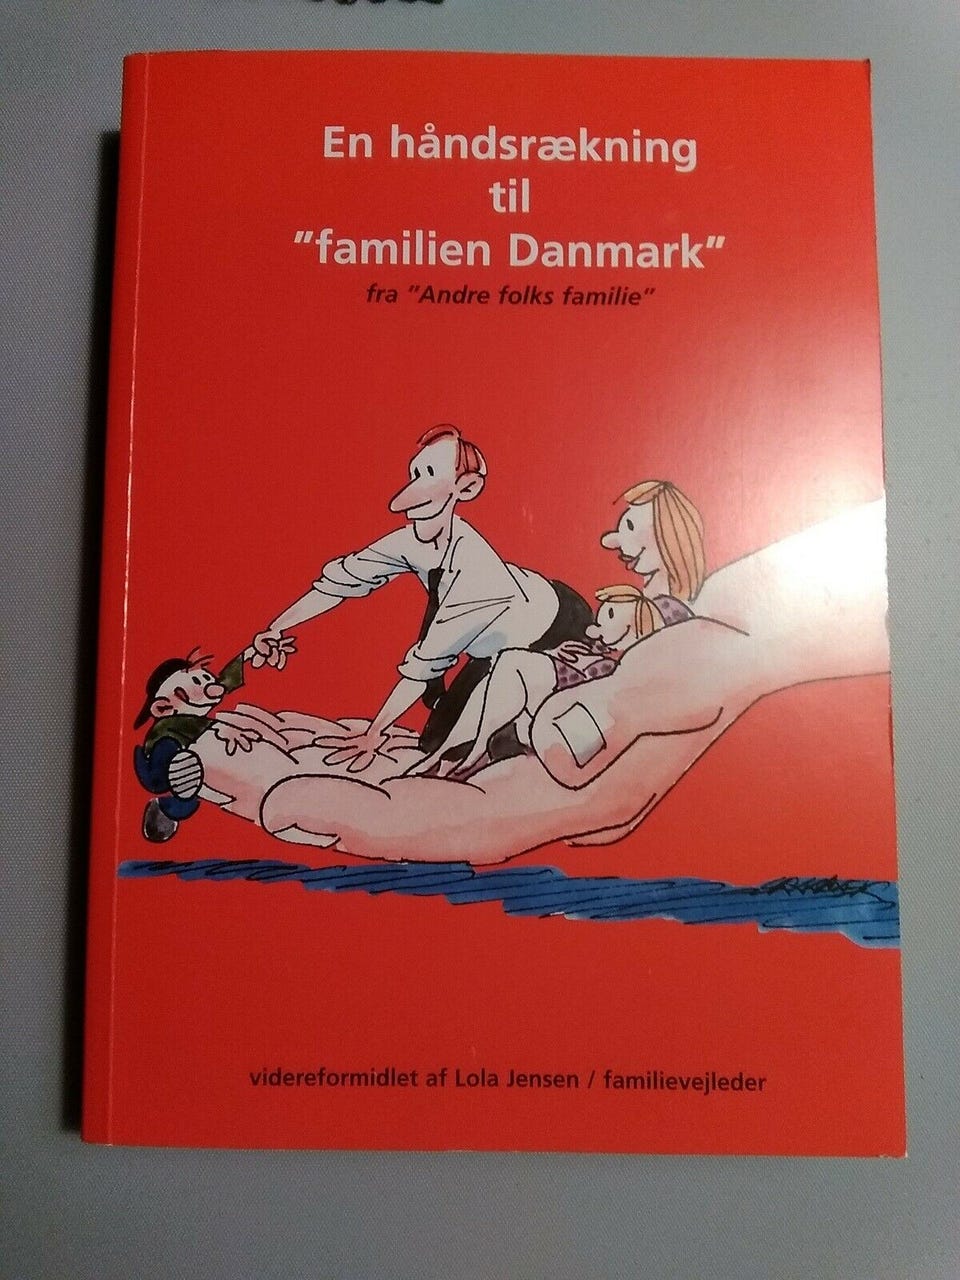 En håndsrækning
til
”familien Danmark”
fra ”Andre folks familie”
videreformidlet af Lola Jensen / familievejleder